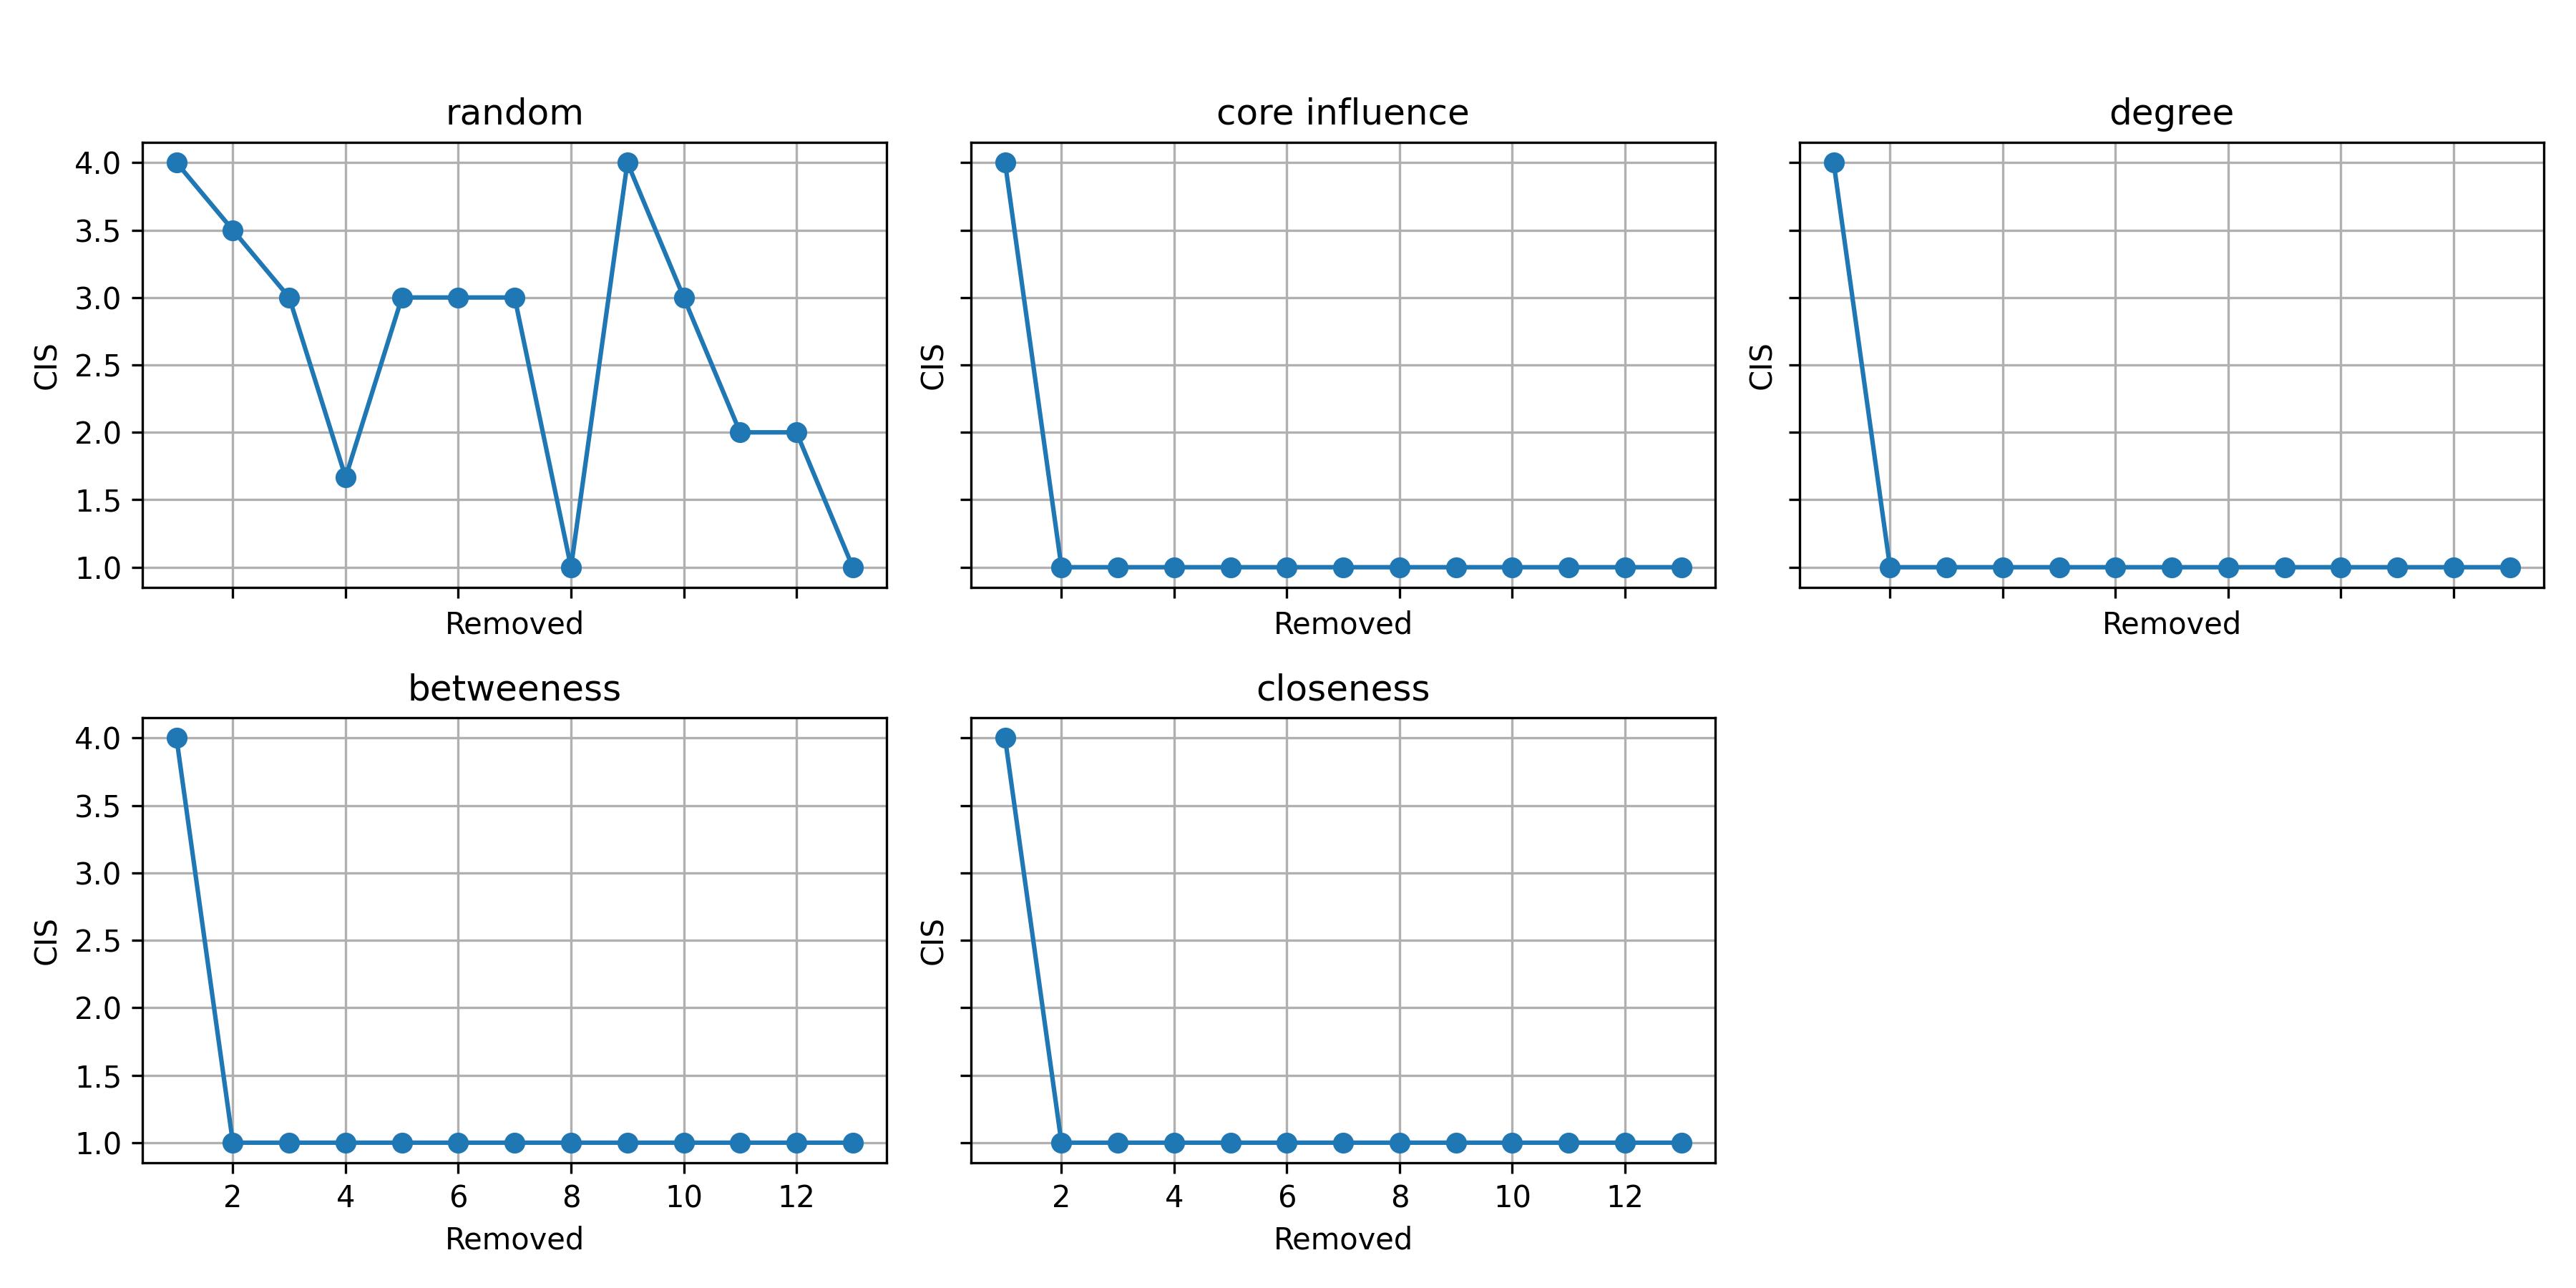 random
4.0
3.5
3.0
2.5
2.0
1.5
1.0
CIS
Removed
core influence
CIS
Removed
degree
CIS
Removed
betweeness
4.0
3.5
3.0
2.5
2.0
1.5
1.0
CIS
2 4 6 8 10 12
Removed
closeness
CIS
2 4 6 8 10 12
Removed